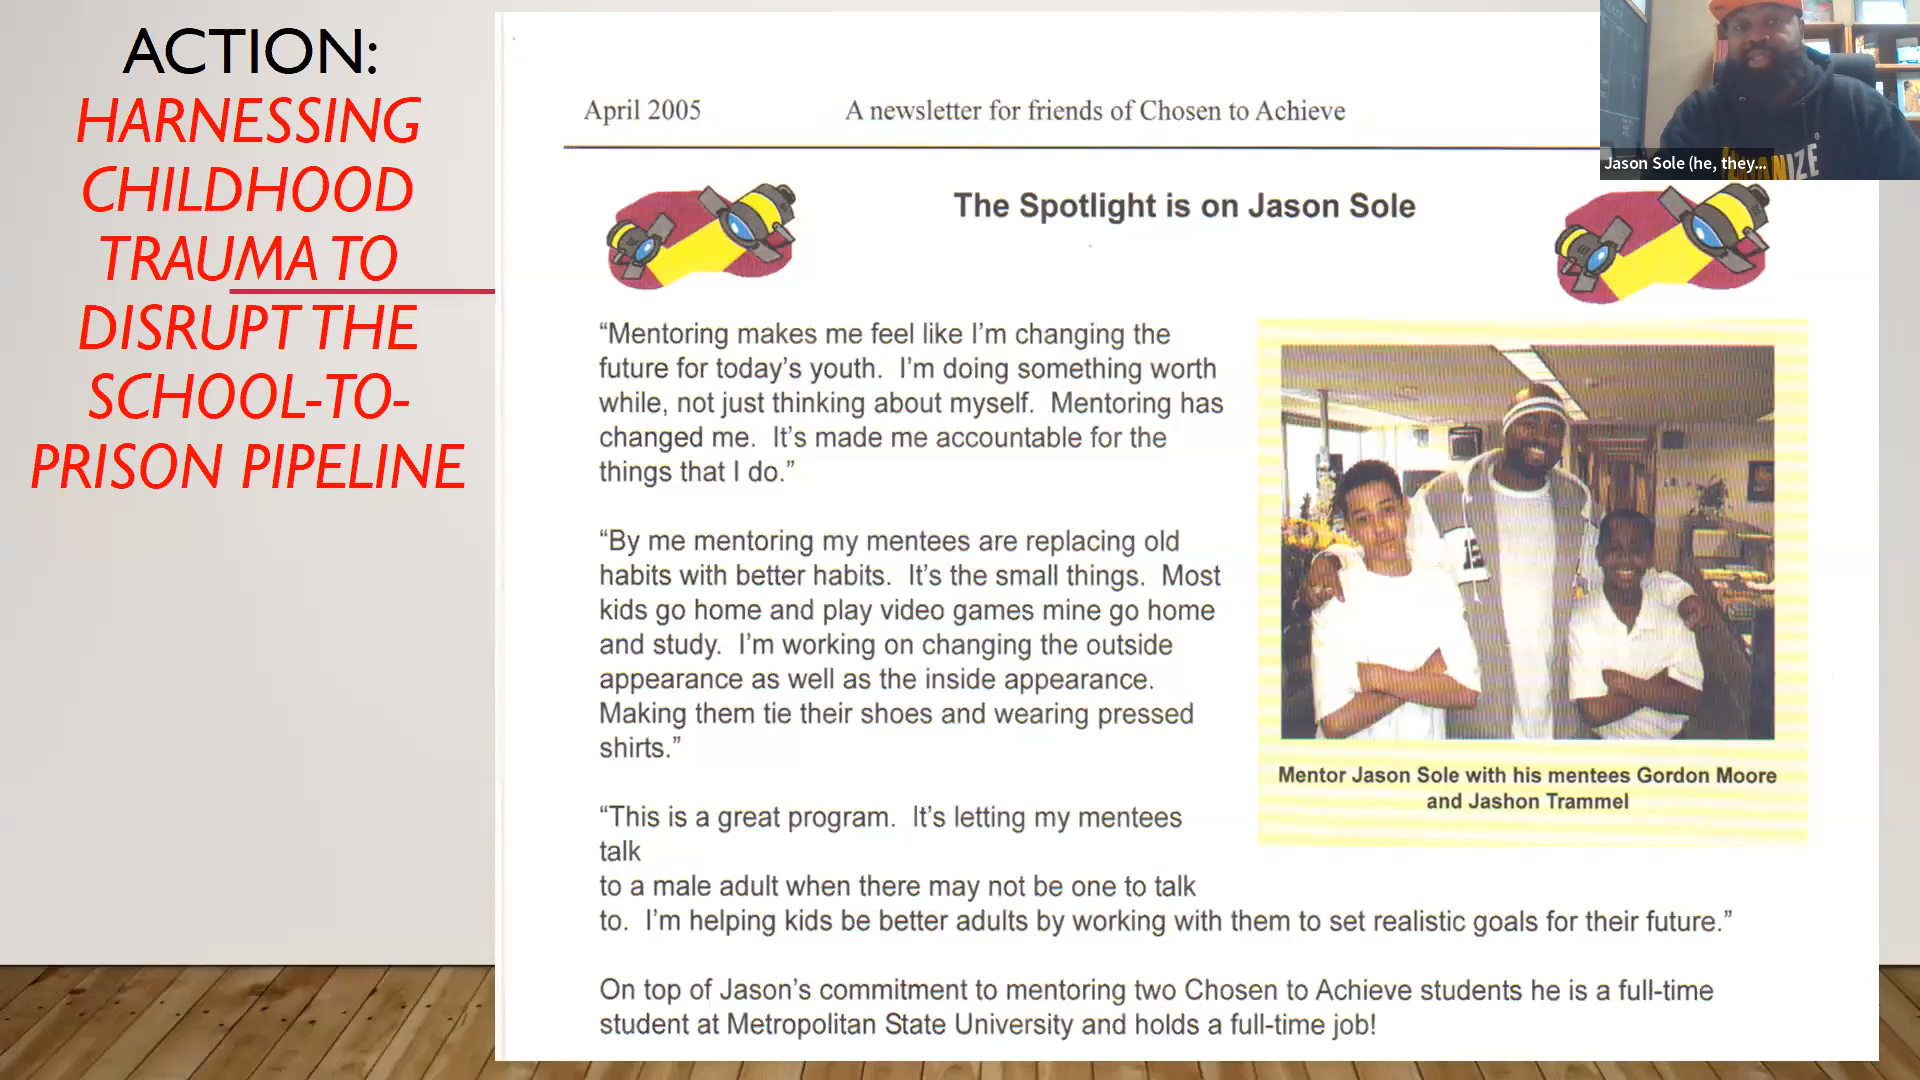 ACTION:
HARNESSING
CHILDHOOD
TRAUMA TO
DISRUPT THE
SCHOOL-TO-
PRISON PIPELINE
April 2005 A newsletter for friends of Chosen to Achieve
The Spotlight is on Jason Sole
“Mentoring makes me feel like I’m changing the
future for today’s youth. I’m doing something worth
while, not just thinking about myself. Mentoring has
changed me. It’s made me accountable for the
things that I do.”
“By me mentoring my mentees are replacing old
habits with better habits. It’s the small things. Most
kids go home and play video games mine go home
and study. I’m working on changing the outside
appearance as well as the inside appearance.
Making them tie their shoes and wearing pressed
shirts.”
“This is a great program. It’s letting my mentees
talk
to a male adult when there may not be one to talk
to. I’m helping kids be better adults by working with them to set realistic goals for their future.”
On top of Jason’s commitment to mentoring two Chosen to Achieve students he is a full-time
student at Metropolitan State University and holds a full-time job!
Mentor Jason Sole with his mentees Gordon Moore
and Jashon Trammel
Jason Sole (he, they...